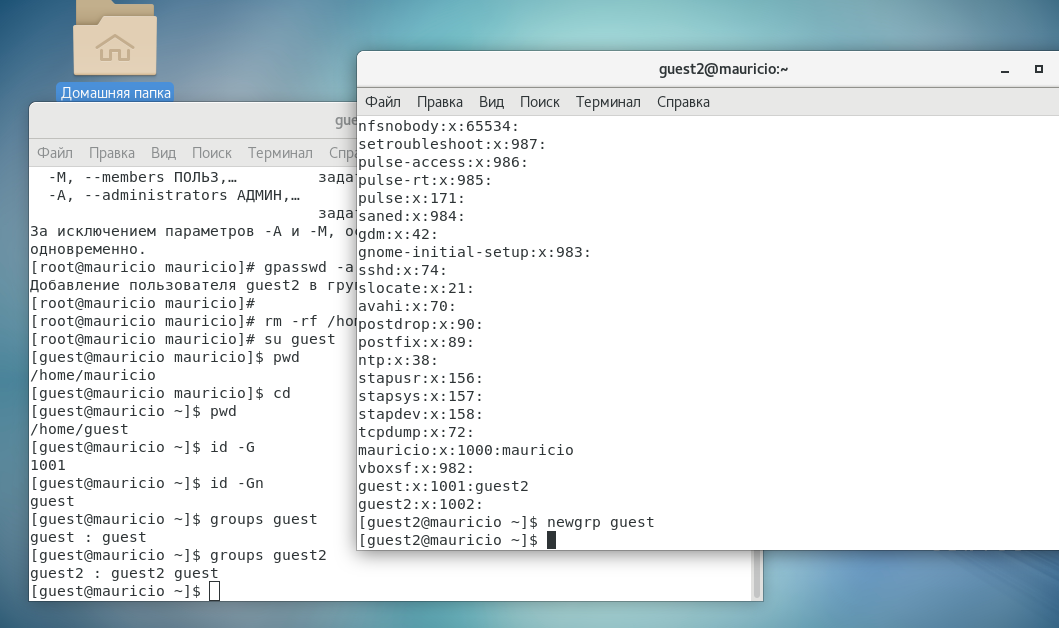 Домашняя папка
Файл Правка Вид Поиск Терминал
-M, --members ПОЛЬЗ,…
-A, --administrators АДМИН,…
За исключением параметров -A и -M,
одновременно.
[root@mauricio mauricio]# gpasswd -a
Добавление пользователя guest2 в
[root@mauricio mauricio]#
[root@mauricio mauricio]# rm -rf
[root@mauricio mauricio]# su guest
[guest@mauricio mauricio]$ pwd
/home/mauricio
[guest@mauricio mauricio]$ cd
[guest@mauricio ~]$ pwd
/home/guest
[guest@mauricio ~]$ id -G
1001
[guest@mauricio ~]$ id -Gn
guest
[guest@mauricio ~]$ groups guest
guest : guest
[guest@mauricio ~]$ groups guest2
guest2 : guest2 guest
[guest@mauricio ~]$
guest2@mauricio:~
Файл Правка Вид Поиск Терминал Справка
nfsnobody:x:65534:
setroubleshoot:x:987:
pulse-access:x:986:
pulse-rt:x:985:
pulse:x:171:
saned:x:984:
gdm:x:42:
gnome-initial-setup:x:983:
sshd:x:74:
slocate:x:21:
avahi:x:70:
postdrop:x:90:
postfix:x:89:
ntp:x:38:
stapusr:x:156:
stapsys:x:157:
stapdev:x:158:
tcpdump:x:72:
mauricio:x:1000:mauricio
vboxsf:x:982:
guest:x:1001:guest2
guest2:x:1002:
[guest2@mauricio ~]$ newgrp guest
[guest2@mauricio ~]$